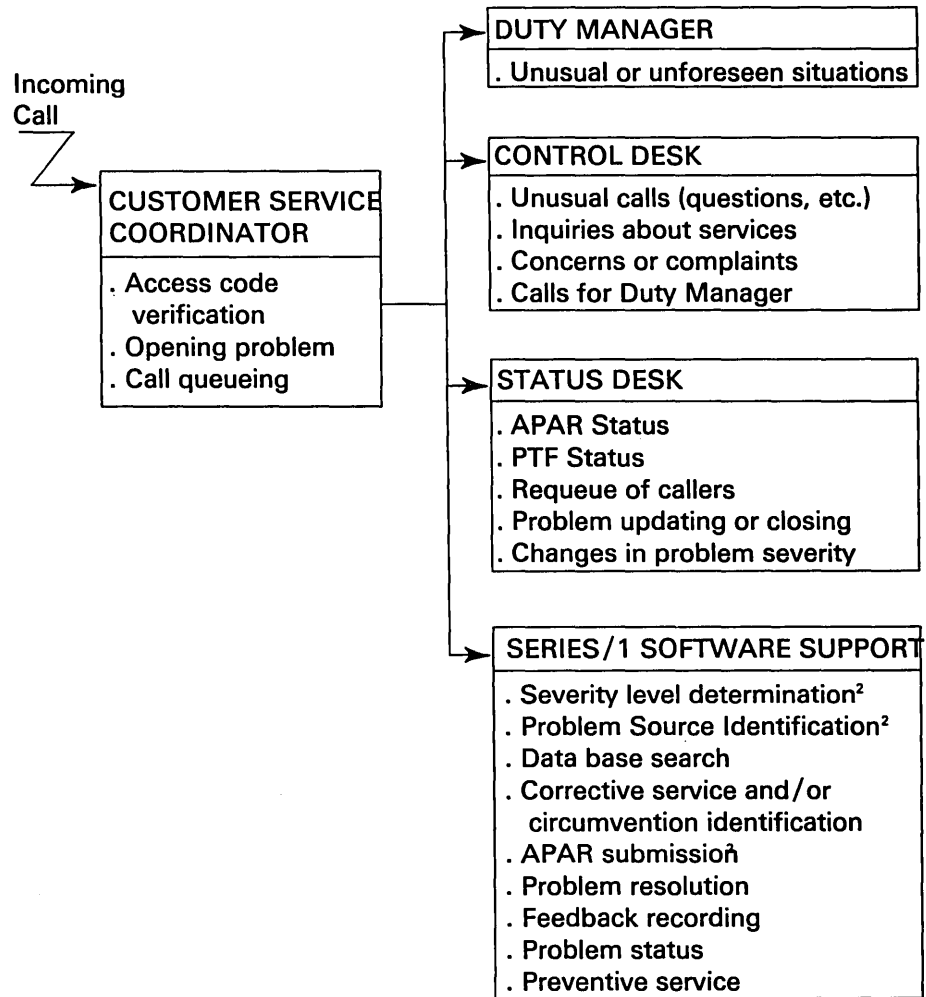 Incoming
Call
CUSTOMER SERVICE
COORDINATOR
. Access code
verification
. Opening problem
. Call queueing
DUTY MANAGER
. Unusual or unforeseen situations
CONTROL DESK
. Unusual calls (questions, etc.)
. Inquiries about services
. Concerns or complaints
. Calls for Duty Manager
STATUS DESK
. APAR Status
. PTF Status
. Requeue of callers
. Problem updating or closing
. Changes in problem severity
SERIES/1 SOFTWARE SUPPORT
. Severity level determination²
. Problem Source Identification²
. Data base search
. Corrective service and/or
circumvention identification
. APAR submission²
. Problem resolution
. Feedback recording
. Problem status
. Preventive service